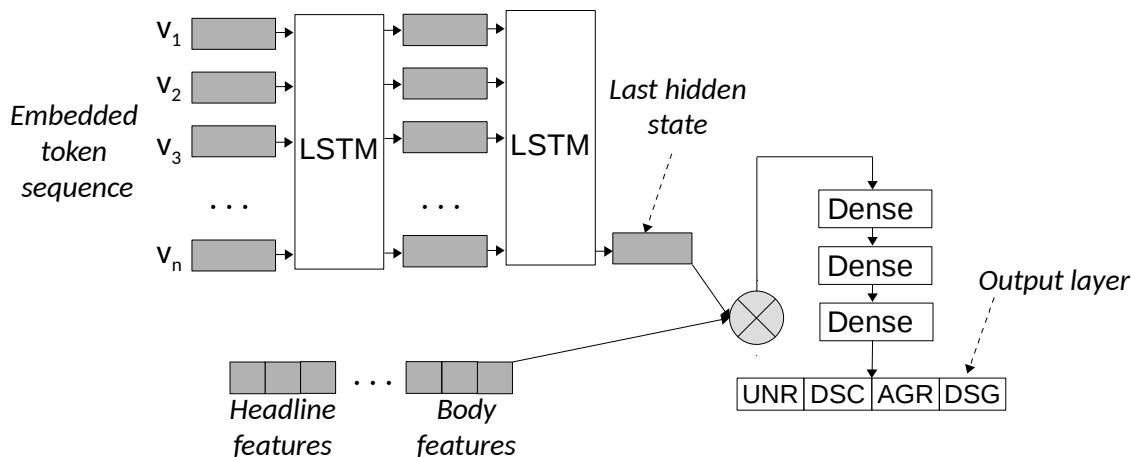 v1
v2
Embedded
token
sequence
v3
. . .
vn
LSTM
. . .
LSTM
Last hidden
state
Dense
Dense
Dense
Output layer
UNR DSC AGR DSG
. . .
Headline
features
Body
features